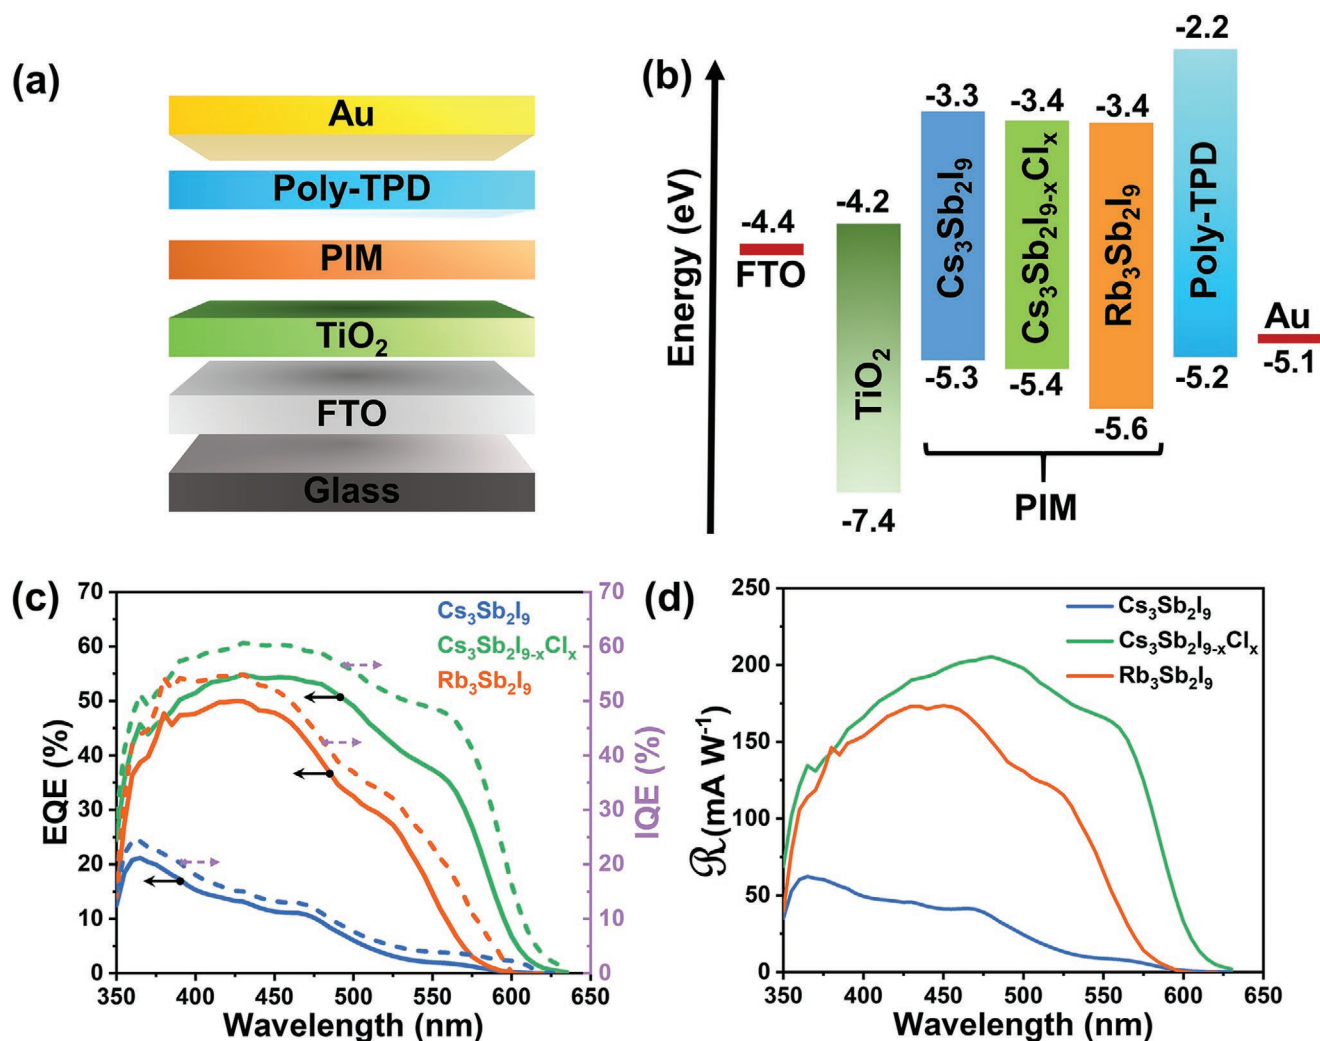 (a)
Au
Poly-TPD
PIM
TiO2
FTO
Glass
(b)
Energy (eV)
-4.4
FTO
-4.2
TiO2
-7.4
-3.3
Cs3Sb2I9
-5.3
-3.4
Cs3Sb2I9-xClx
-5.4
-3.4
Rb3Sb2I9
-5.6
PIM
-2.2
Poly-TPD
-5.2
Au
-5.1
(c)
EQE (%)
70
60
50
40
30
20
10
0
Cs3Sb2I9
Cs3Sb2I9-xClx
Rb3Sb2I9
70
60
50
40
30
20
10
0
IQE (%)
350 400 450 500 550 600 650
Wavelength (nm)
(d)
ℛ(mA W-1)
250
200
150
100
50
0
Cs3Sb2I9
Cs3Sb2I9-xClx
Rb3Sb2I9
350 400 450 500 550 600 650
Wavelength (nm)